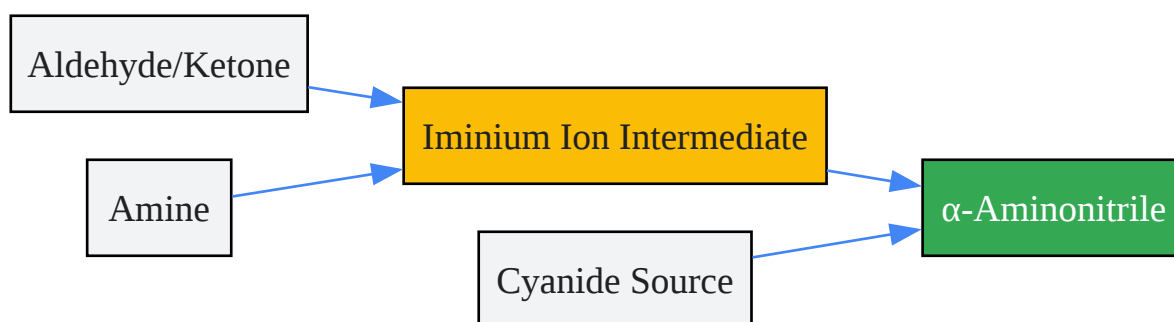 Aldehyde/Ketone
Iminium Ion Intermediate
Amine
α-Aminonitrile
Cyanide Source